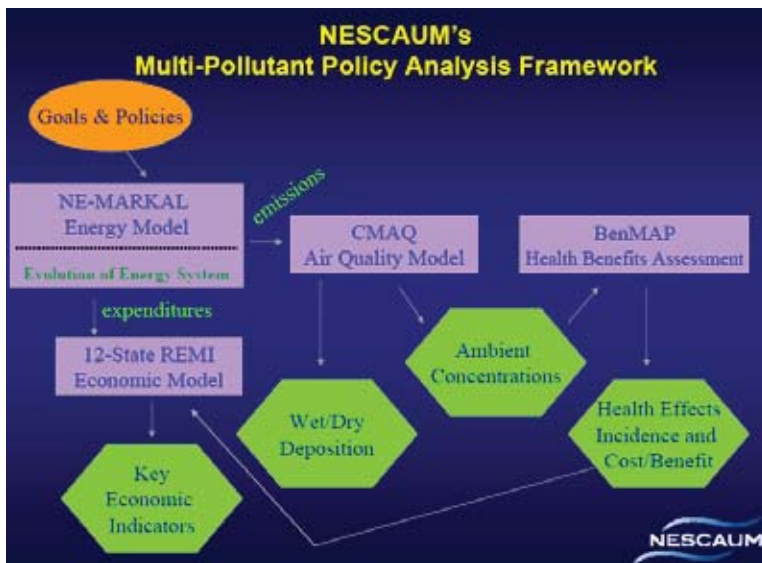 NESCAUM's
Multi-Pollutant Policy Analysis Framework
Goals & Policies
NE-MARKAL
Energy Model
Evolution of Energy System
emissions
expenditures
CMAQ
Air Quality Model
BenMAP
Health Benefits Assessment
12-State REMI
Economic Model
Ambient
Concentrations
Wet/Dry
Deposition
Health Effects
Incidence and
Cost/Benefit
Key
Economic
Indicators
NESCAUM